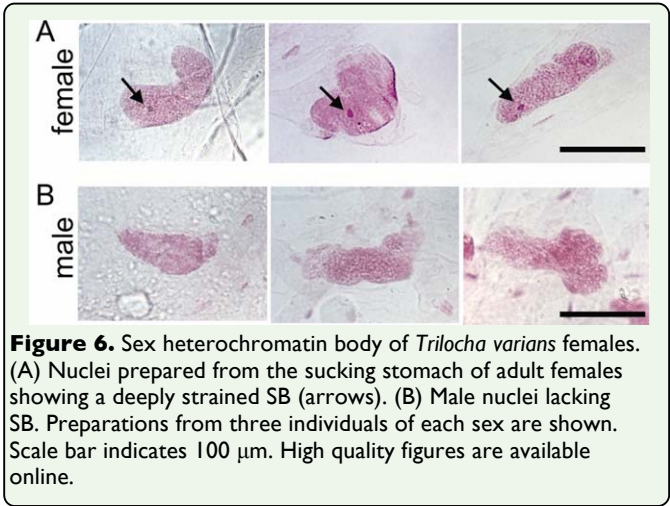 A
female
B
male
Figure 6. Sex heterochromatin body of Trilocha varians females.
(A) Nuclei prepared from the sucking stomach of adult females
showing a deeply strained SB (arrows). (B) Male nuclei lacking
SB. Preparations from three individuals of each sex are shown.
Scale bar indicates 100 μm. High quality figures are available
online.